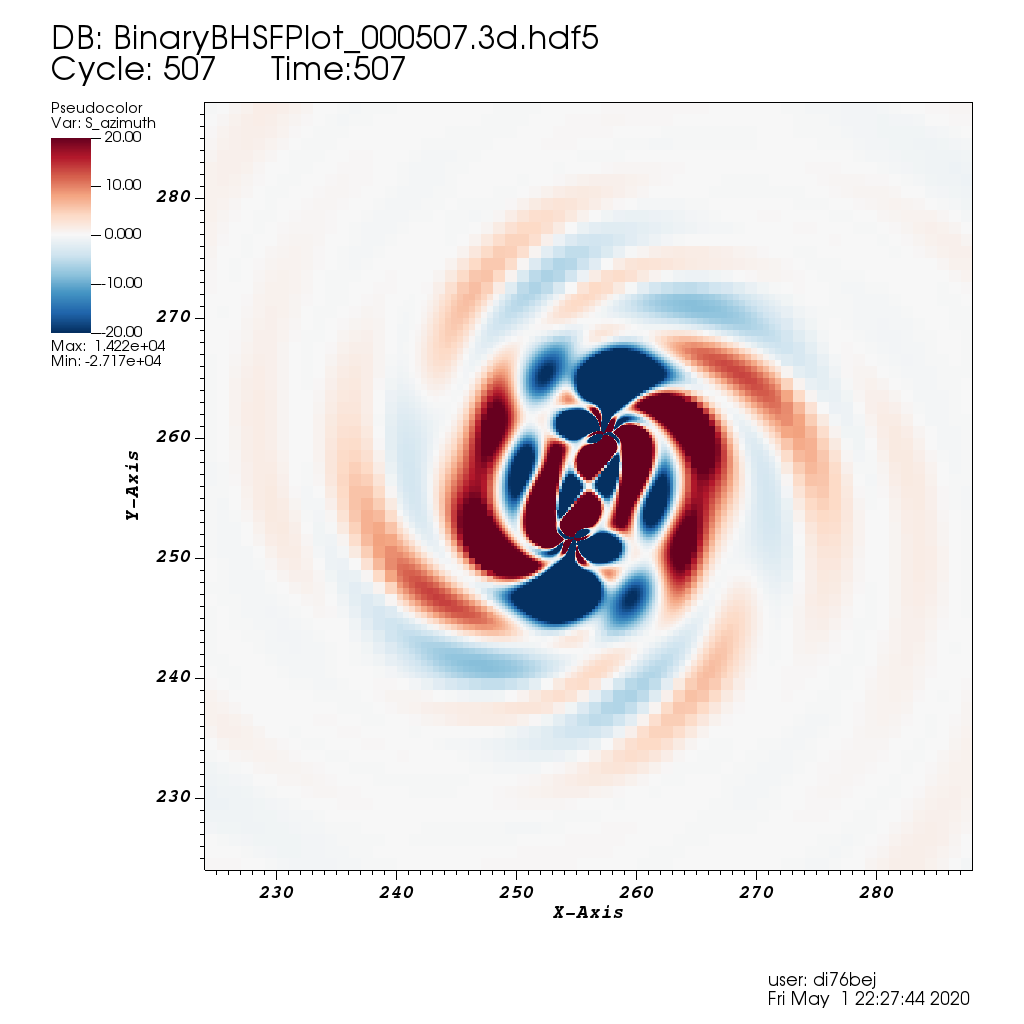 DB: BinaryBHSFPlot_000507.3d.hdf5
Cycle: 507 Time:507
Pseudocolor
Var: S_azimuth
20.00
10.00
0.000
-10.00
-20.00
Max: 1.422e+04
Min: -2.717e+04
280
270
260
250
240
230
Y-Axis
230 240 250 260 270 280
X-Axis
user: di76bej
Fri May 1 22:27:44 2020